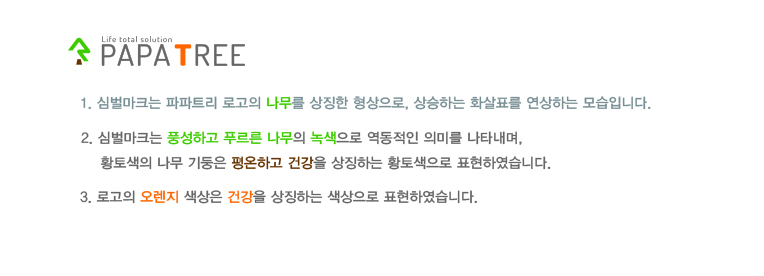 Life total solution
PAPATREE
1. 심벌마크는 파파트리 로고의 나무를 상징한 형상으로, 상승하는 화살표를 연상하는 모습입니다.
2. 심벌마크는 풍성하고 푸르른 나무의 녹색으로 역동적인 의미를 나타내며,
황토색의 나무 기둥은 평온하고 건강을 상징하는 황토색으로 표현하였습니다.
3. 로고의 오렌지 색상은 건강을 상징하는 색상으로 표현하였습니다.